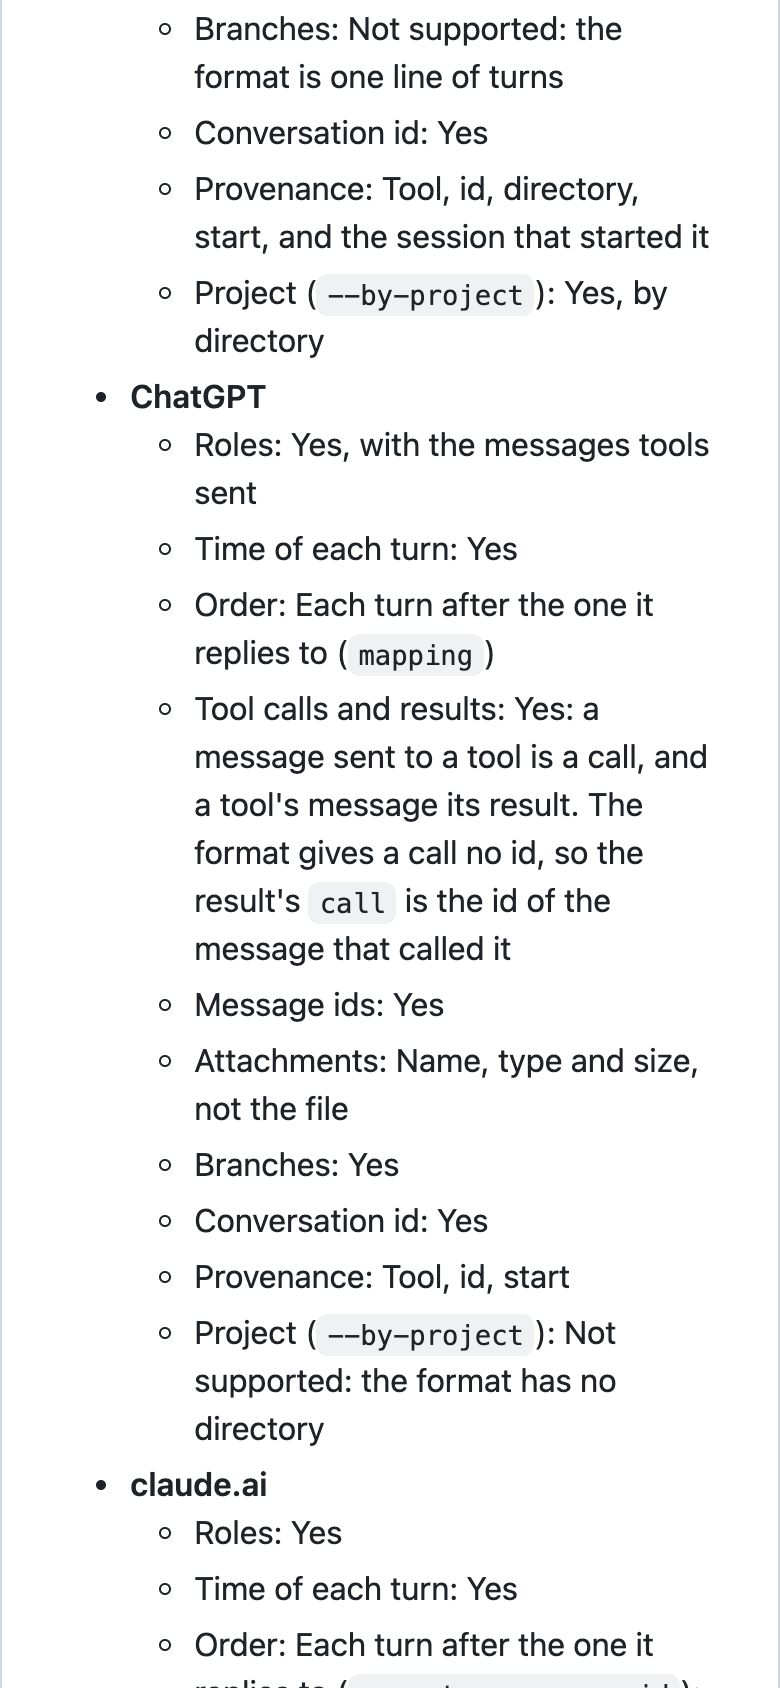 Branches: Not supported: the
format is one line of turns
Conversation id: Yes
Provenance: Tool, id, directory,
start, and the session that started it
Project (--by-project): Yes, by
directory
ChatGPT
Roles: Yes, with the messages tools
sent
Time of each turn: Yes
Order: Each turn after the one it
replies to (mapping)
Tool calls and results: Yes: a
message sent to a tool is a call, and
a tool's message its result. The
format gives a call no id, so the
result's call is the id of the
message that called it
Message ids: Yes
Attachments: Name, type and size,
not the file
Branches: Yes
Conversation id: Yes
Provenance: Tool, id, start
Project (--by-project): Not
supported: the format has no
directory
claude.ai
Roles: Yes
Time of each turn: Yes
Order: Each turn after the one it